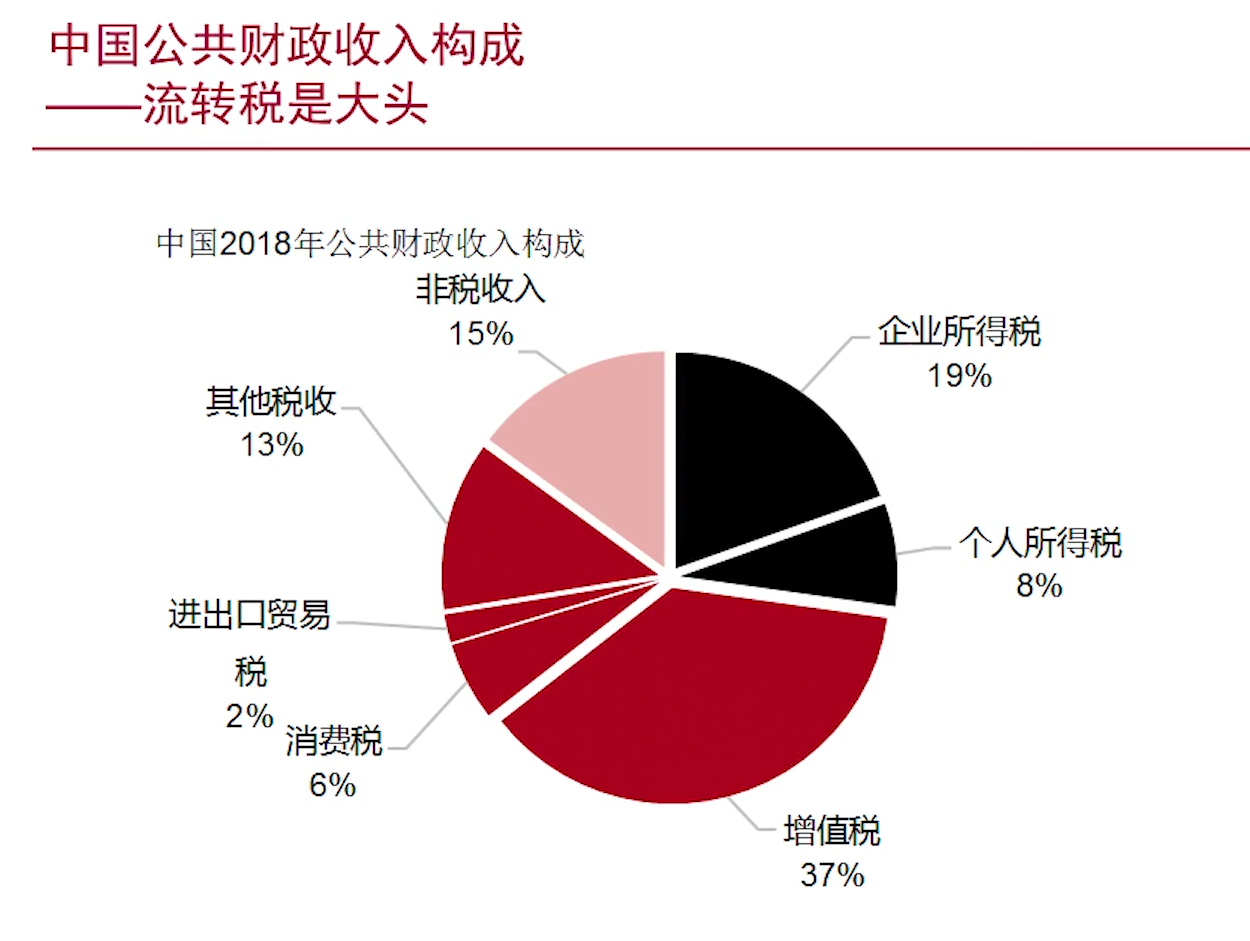 中国公共财政收入构成
——流转税是大头
中国2018年公共财政收入构成
非税收入
15%
企业所得税
19%
其他税收
13%
个人所得税
8%
进出口贸易
税
2%
消费税
6%
增值税
37%